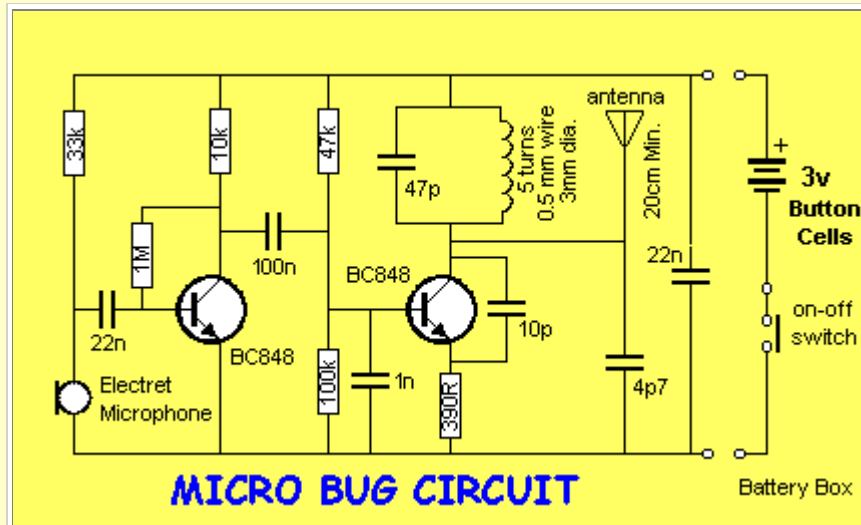 33k
10k
47k
1M
22n
100n
BC848
Electret
Microphone
100k
1n
47p
5 turns
0.5 mm wire
3mm dia.
antenna
20cm Min.
BC848
10p
390R
4p7
22n
+
3v
Button
Cells
on-off
switch
Battery Box
MICRO BUG CIRCUIT